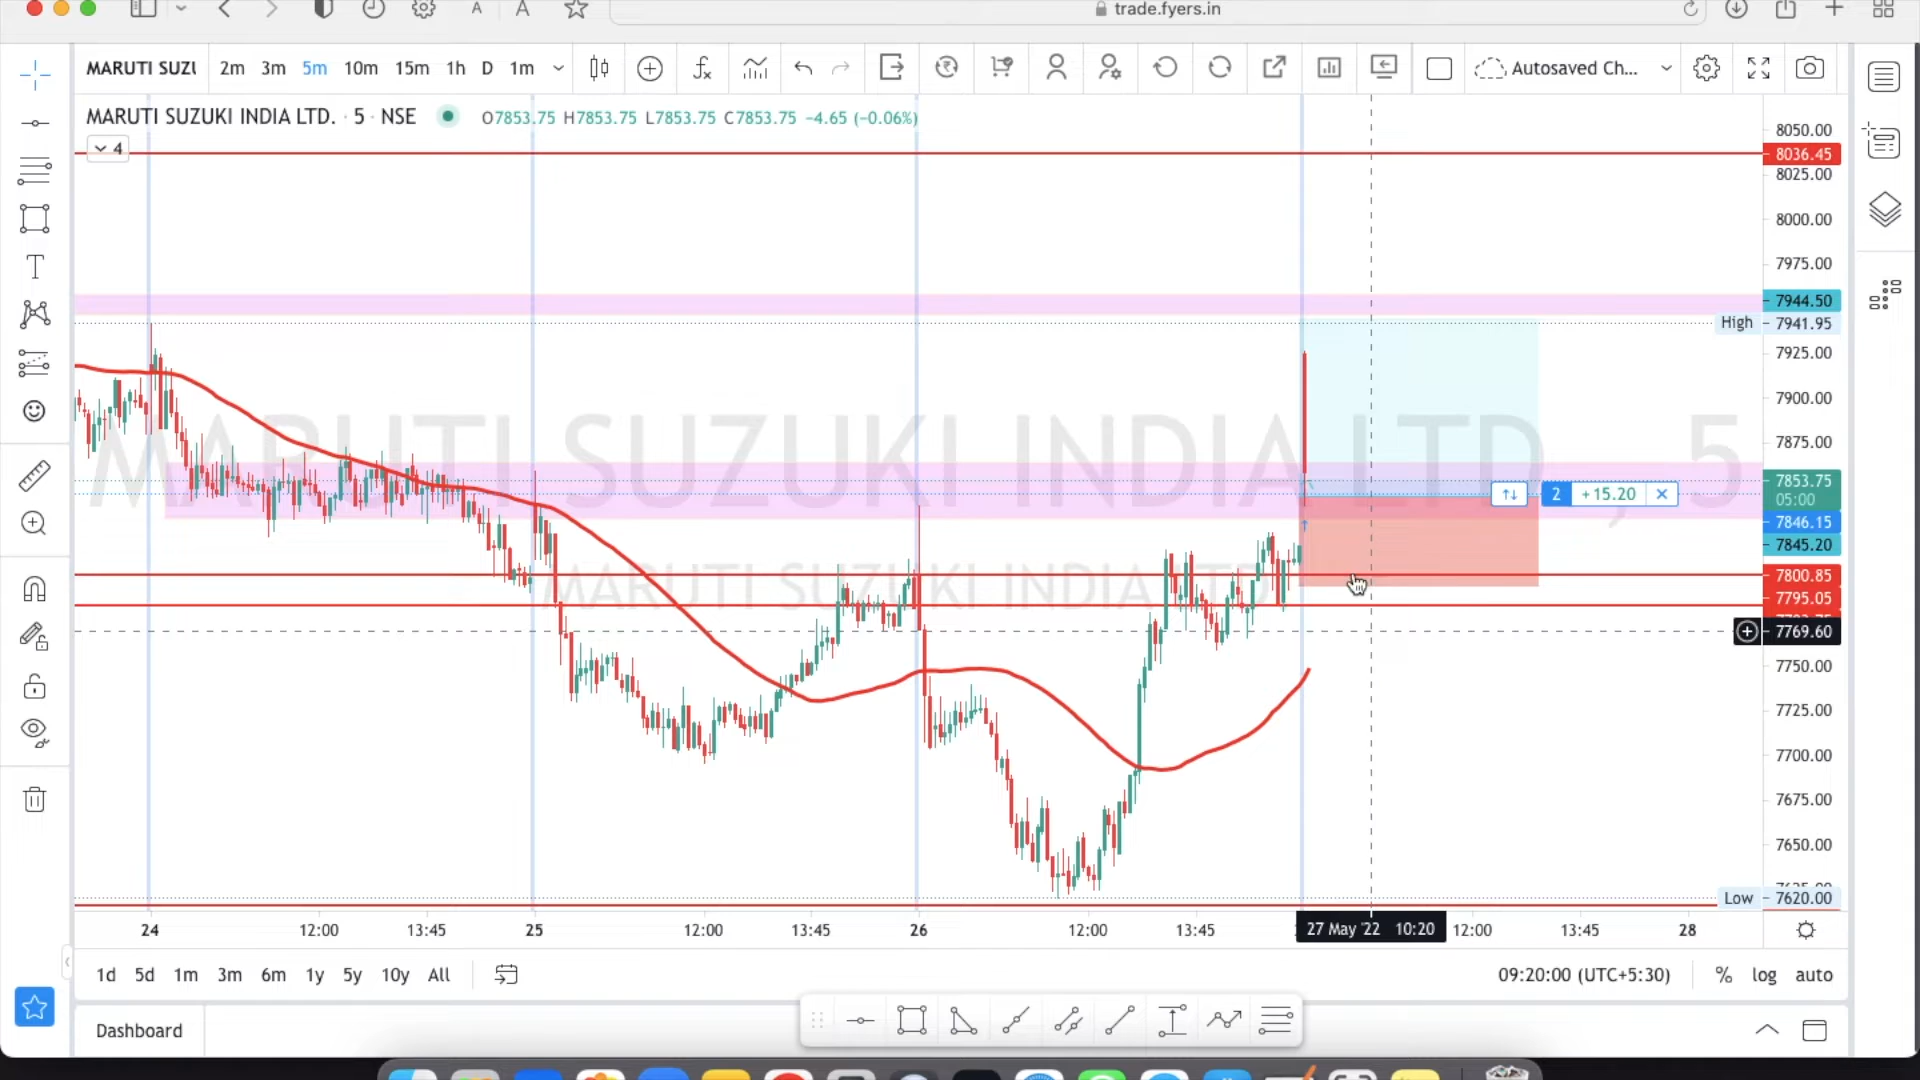 trade.fyers.in
MARUTI SUZU 2m 3m 5m 10m 15m 1h D 1m Autosaved Ch...
MARUTI SUZUKI INDIA LTD. · 5 · NSE O7853.75 H7853.75 L7853.75 C7853.75 −4.65 (−0.06%)
4
8050.00
8036.45
8025.00
8000.00
7975.00
7944.50
High 7941.95
7925.00
7900.00
7875.00
MARUTI SUZUKI INDIA LTD., 5
7853.75
05:00
2 +15.20
7846.15
7845.20
7800.85
MARUTI SUZUKI INDIA LTD
7795.05
7769.60
7750.00
7725.00
7700.00
7675.00
7650.00
Low 7620.00
24 12:00 13:45 25 12:00 13:45 26 12:00 13:45 27 May '22 10:20 12:00 13:45 28
1d 5d 1m 3m 6m 1y 5y 10y All 09:20:00 (UTC+5:30) % log auto
Dashboard